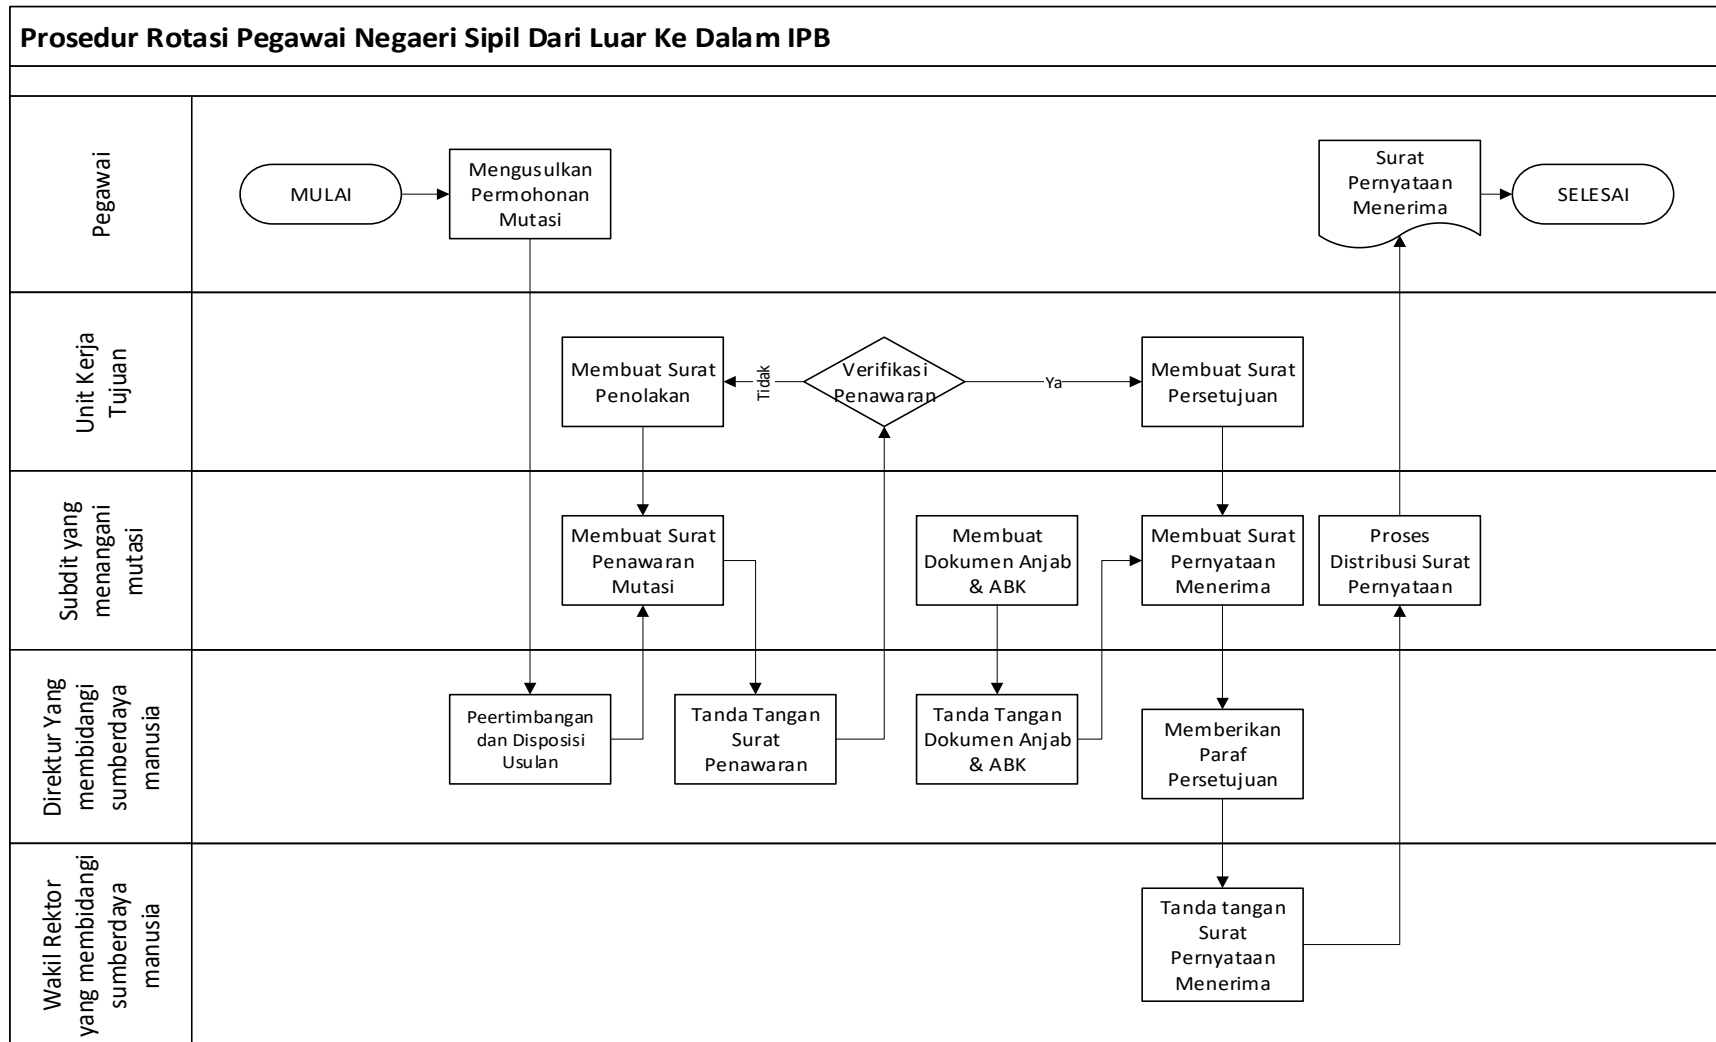 Prosedur Rotasi Pegawai Negaeri Sipil Dari Luar Ke Dalam IPB
Pegawai
MULAI
Mengusulkan
Permohonan
Mutasi
Surat
Pernyataan
Menerima
SELESAI
Unit Kerja
Tujuan
Membuat Surat
Penolakan
Tidak
Verifikasi
Penawaran
Ya
Membuat Surat
Persetujuan
Subdit yang
menangani
mutasi
Membuat Surat
Penawaran
Mutasi
Membuat
Dokumen Anjab
& ABK
Membuat Surat
Pernyataan
Menerima
Proses
Distribusi Surat
Pernyataan
Direktur Yang
membidangi
sumberdaya
manusia
Peertimbangan
dan Disposisi
Usulan
Tanda Tangan
Surat
Penawaran
Tanda Tangan
Dokumen Anjab
& ABK
Memberikan
Paraf
Persetujuan
Wakil Rektor
yang membidangi
sumberdaya
manusia
Tanda tangan
Surat
Pernyataan
Menerima